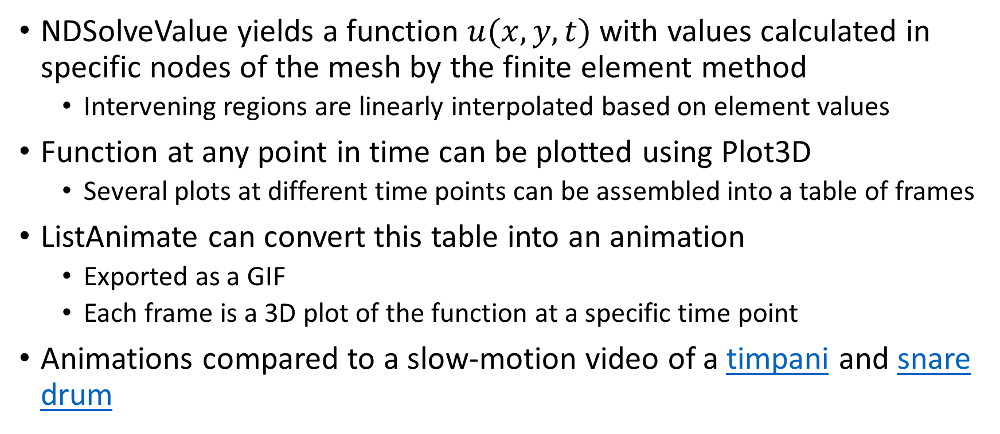 • NDSolveValue yields a function u(x, y, t) with values calculated in
specific nodes of the mesh by the finite element method
• Intervening regions are linearly interpolated based on element values
• Function at any point in time can be plotted using Plot3D
• Several plots at different time points can be assembled into a table of frames
• ListAnimate can convert this table into an animation
• Exported as a GIF
• Each frame is a 3D plot of the function at a specific time point
• Animations compared to a slow-motion video of a timpani and snare
drum